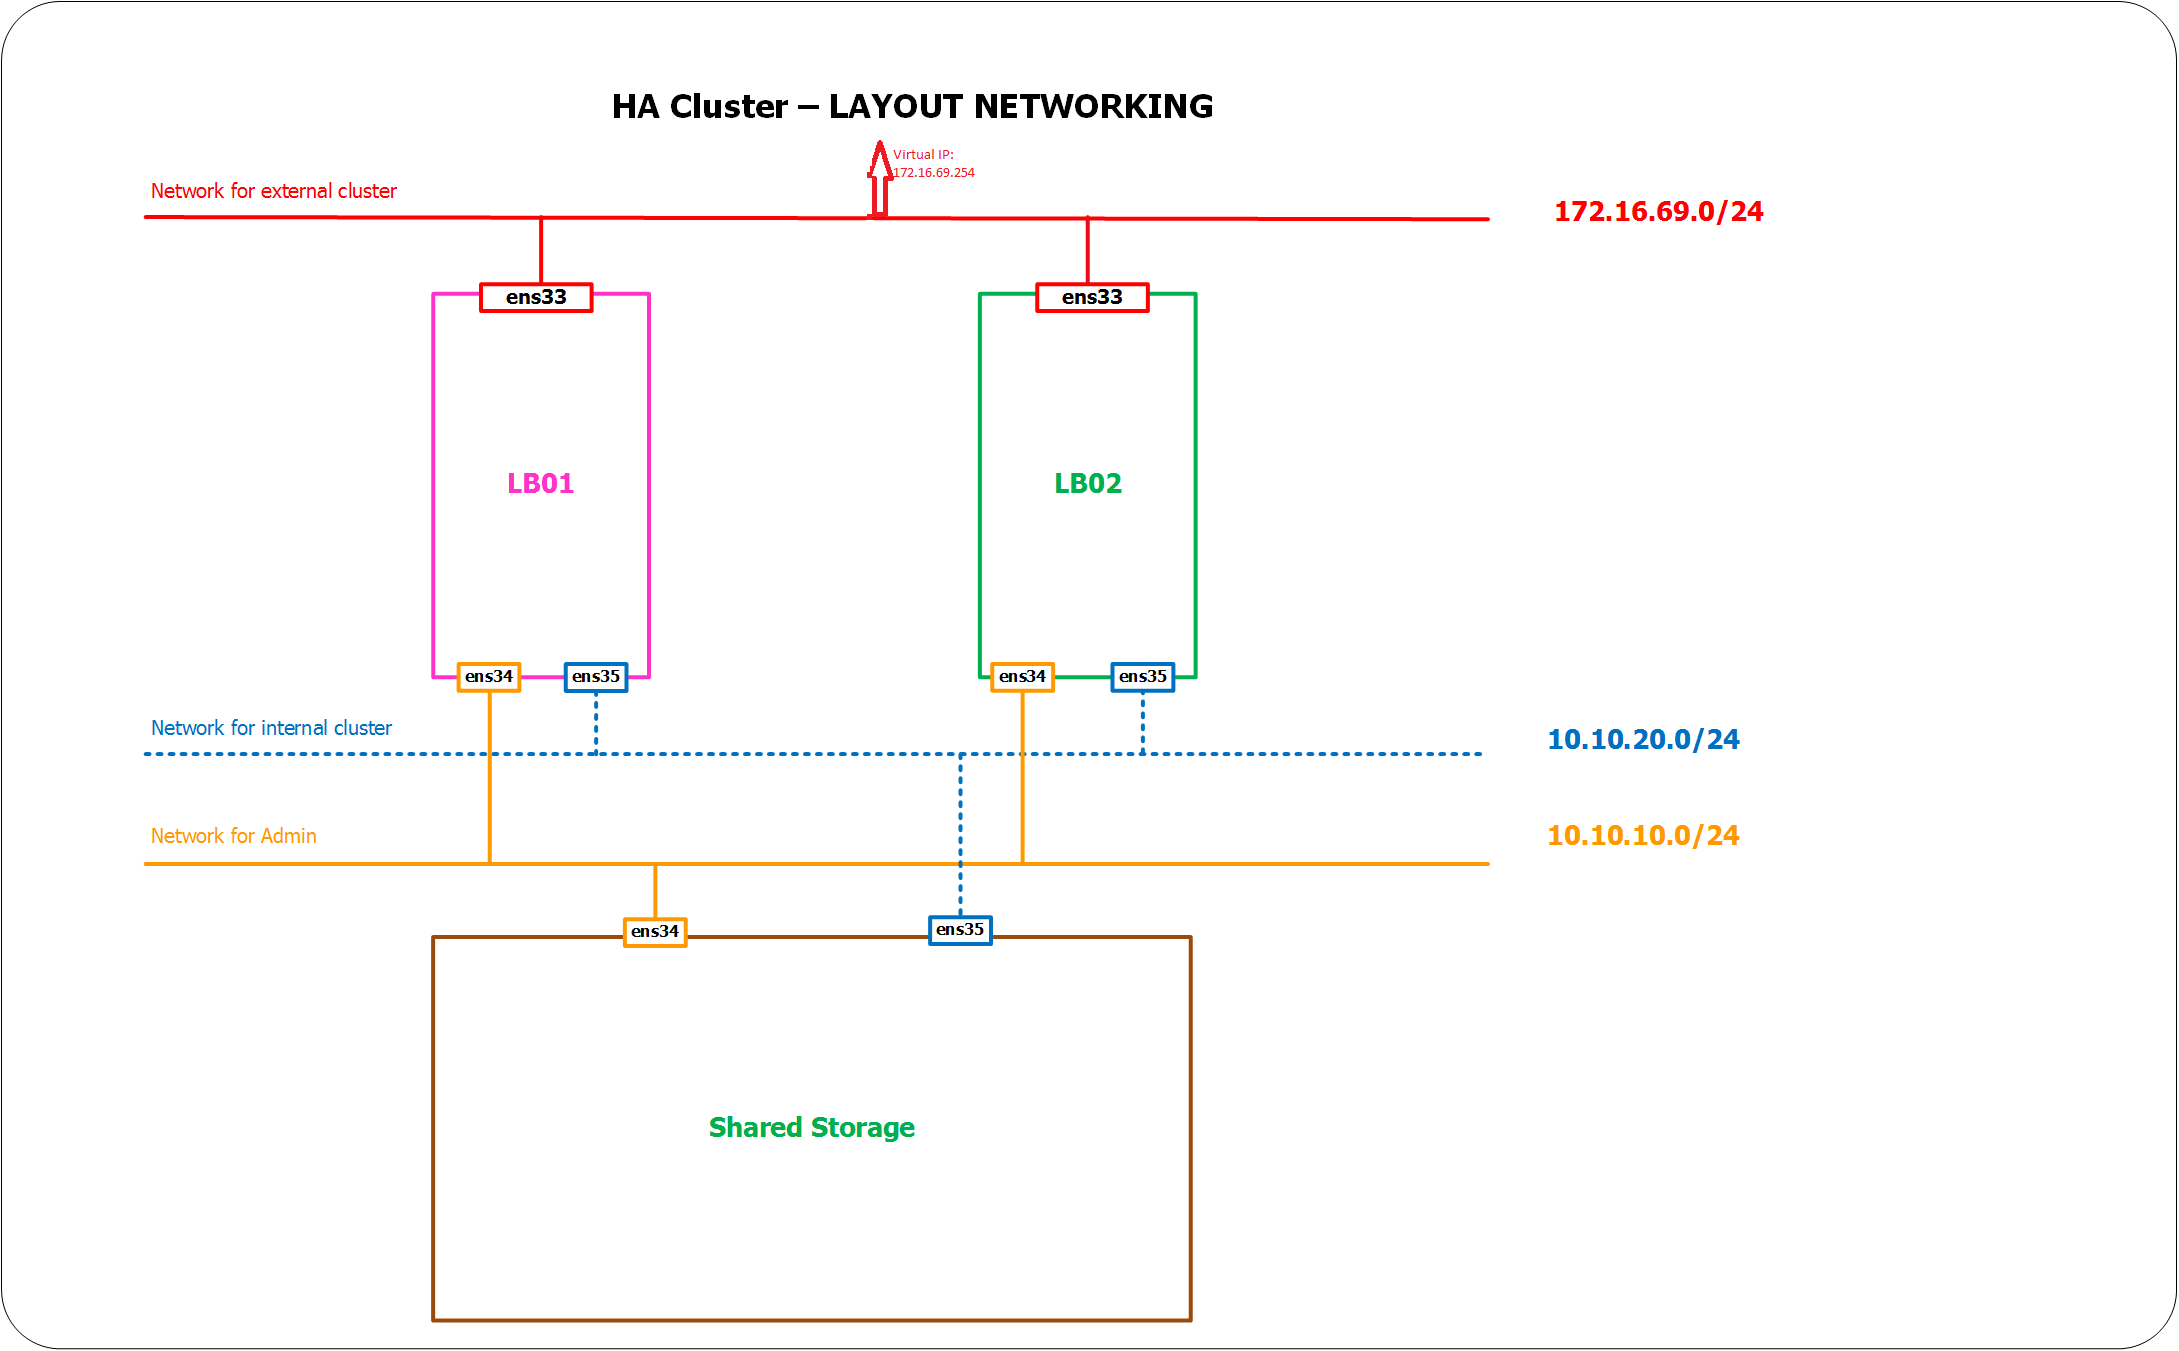 HA Cluster – LAYOUT NETWORKING
Virtual IP:
172.16.69.254
Network for external cluster
172.16.69.0/24
ens33
ens33
LB01
LB02
ens34
ens35
ens34
ens35
Network for internal cluster
10.10.20.0/24
Network for Admin
10.10.10.0/24
ens34
ens35
Shared Storage